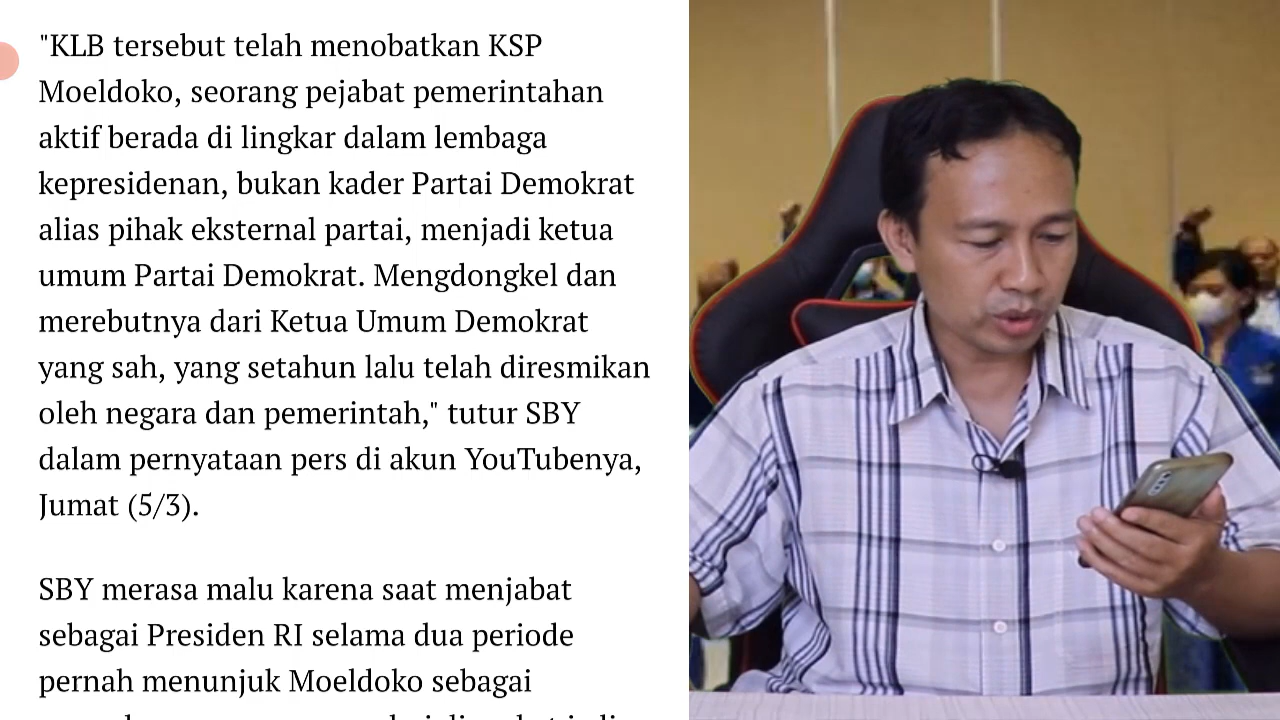 "KLB tersebut telah menobatkan KSP
Moeldoko, seorang pejabat pemerintahan
aktif berada di lingkar dalam lembaga
kepresidenan, bukan kader Partai Demokrat
alias pihak eksternal partai, menjadi ketua
umum Partai Demokrat. Mengdongkel dan
merebutnya dari Ketua Umum Demokrat
yang sah, yang setahun lalu telah diresmikan
oleh negara dan pemerintah," tutur SBY
dalam pernyataan pers di akun YouTubenya,
Jumat (5/3).
SBY merasa malu karena saat menjabat
sebagai Presiden RI selama dua periode
pernah menunjuk Moeldoko sebagai